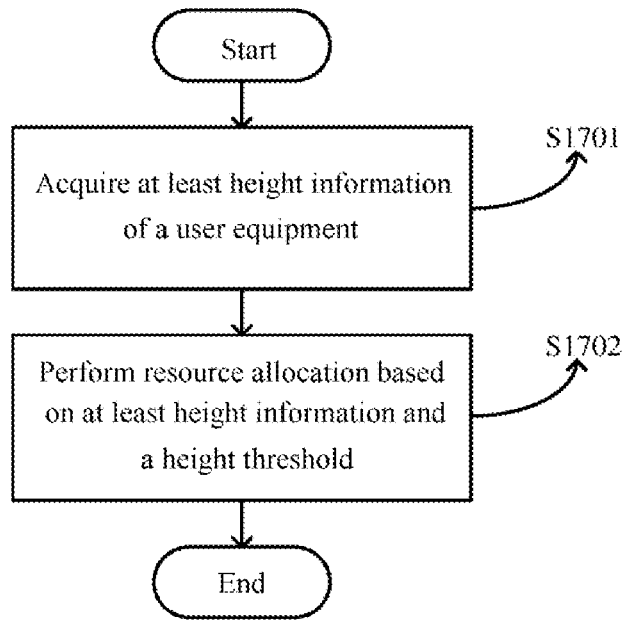 Start
S1701
Acquire at least height information
of a user equipment
S1702
Perform resource allocation based
on at least height information and
a height threshold
End